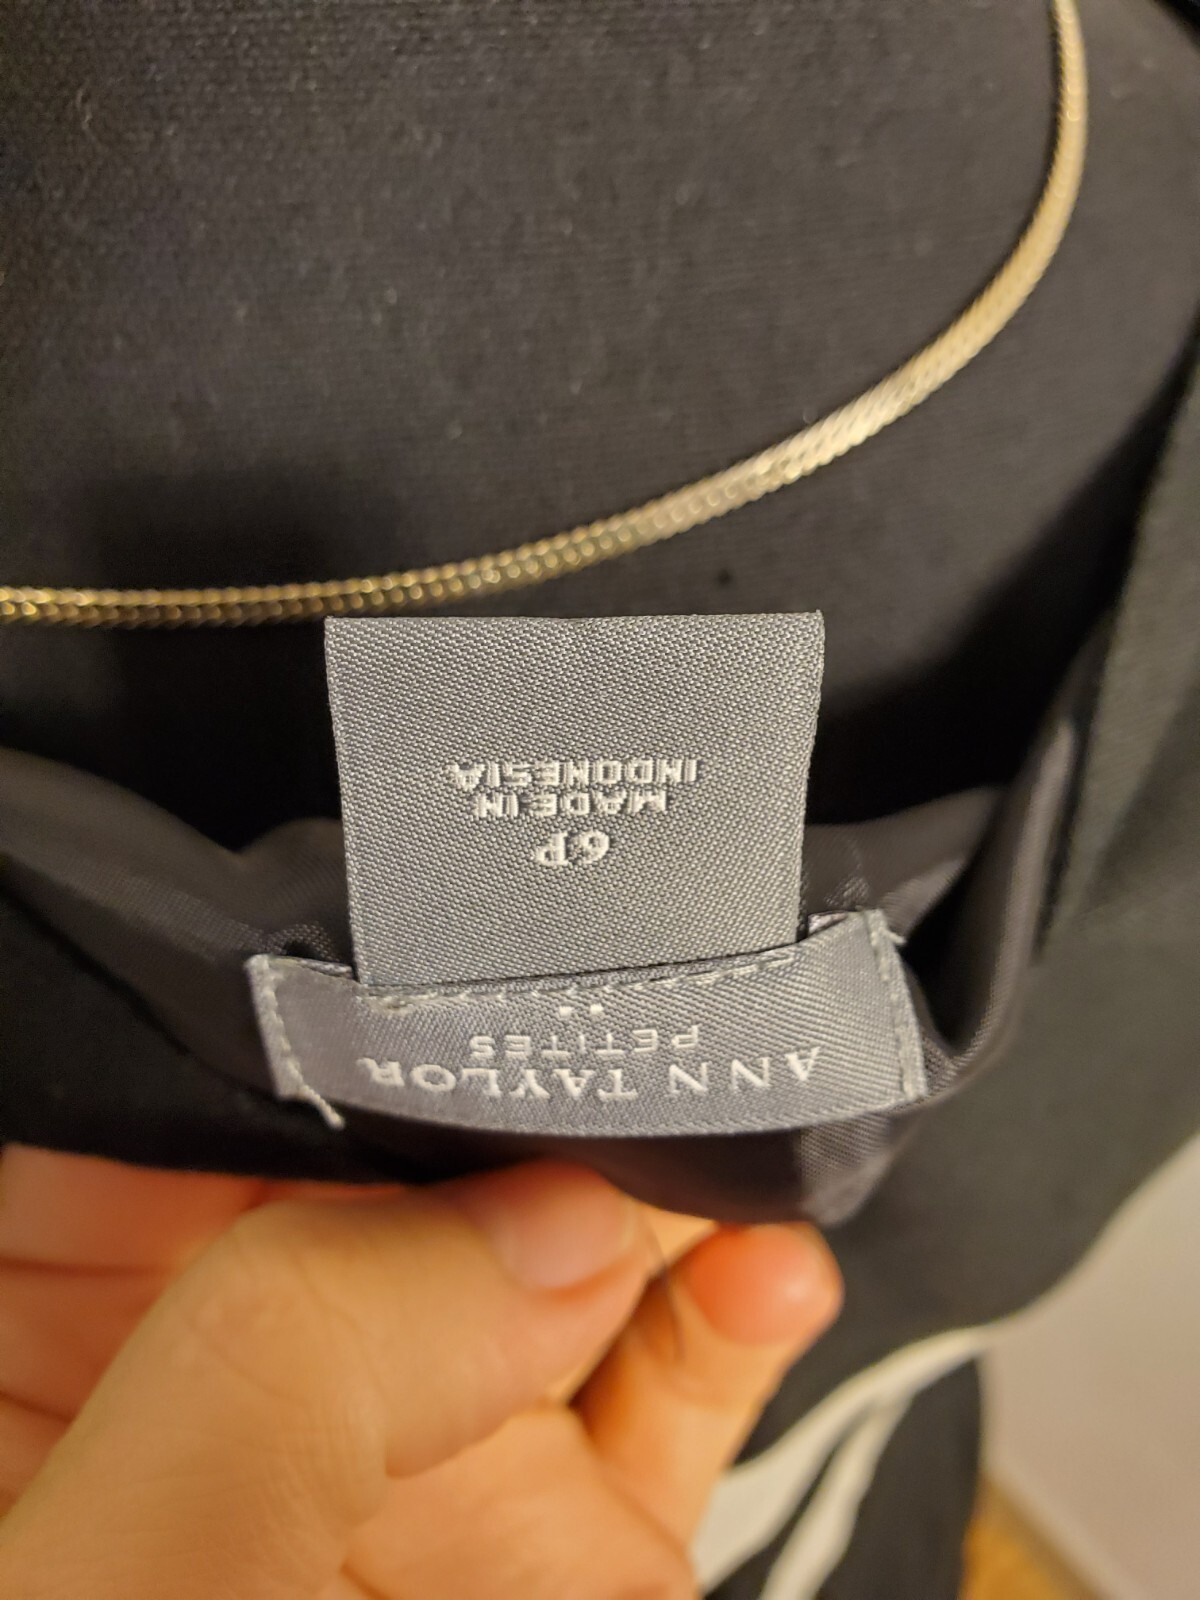 ANN TAYLOR
PETITES
6P
MADE IN
INDONESIA